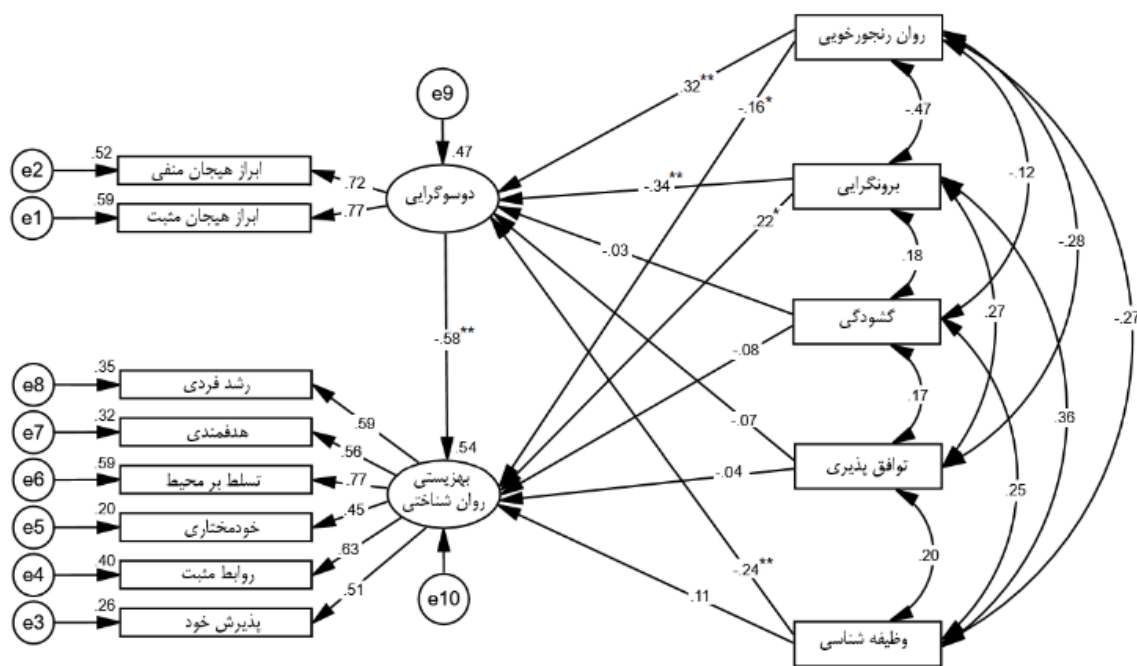 روان رنجورخویی
e9
.32**
-.16*
-.47
.52
.47
e2
ابراز هیجان منفی
.72
دوسوگرایی
-.34**
برونگرایی
-.12
.59
e1
ابراز هیجان مثبت
.77
.22*
-.03
.18
-.28
گشودگی
.27
-.27
-.58**
-.08
.35
e8
رشد فردی
.59
.17
.32
e7
هدفمندی
.56
.54
-.07
.36
.59
e6
تسلط بر محیط
.77
بهزیستی
روان شناختی
-.04
توافق پذیری
.25
.20
e5
خودمختاری
.45
.40
e4
روابط مثبت
.63
-.24**
.20
e10
.26
e3
پذیرش خود
.51
.11
وظیفه شناسی